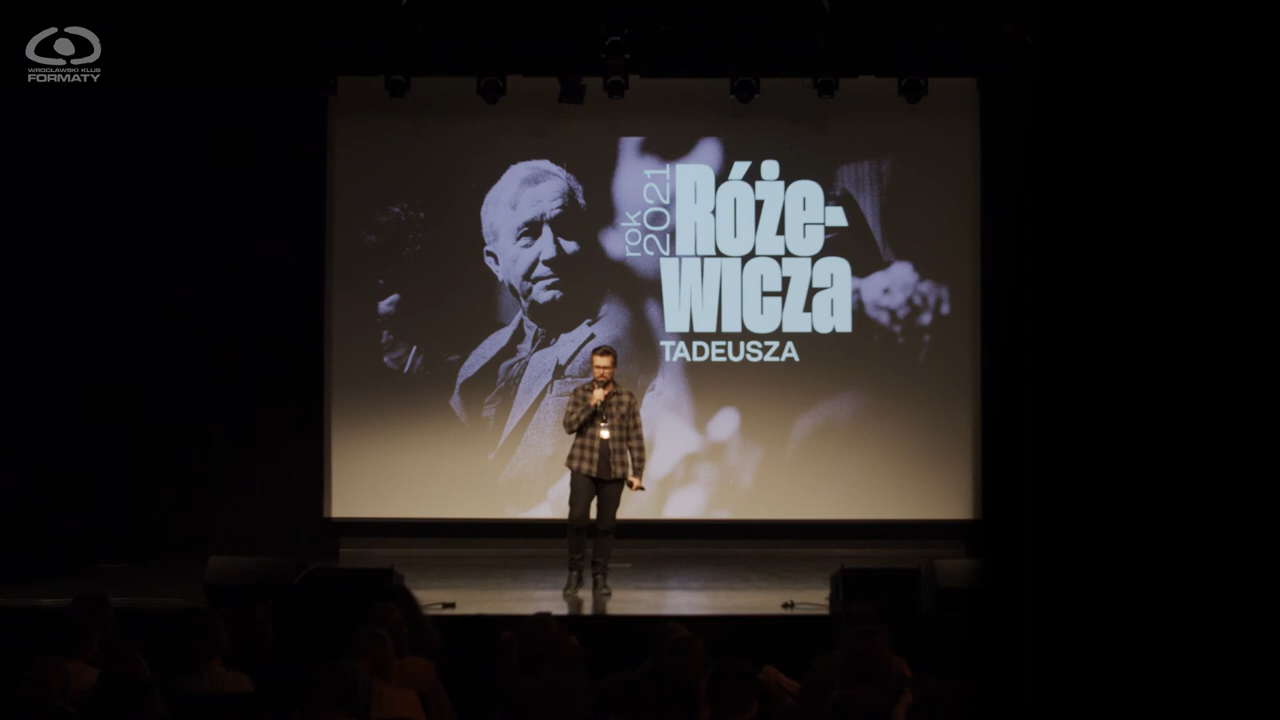 WROCŁAWSKI KLUB
FORMATY
rok
2021
Róże-
wicza
TADEUSZA